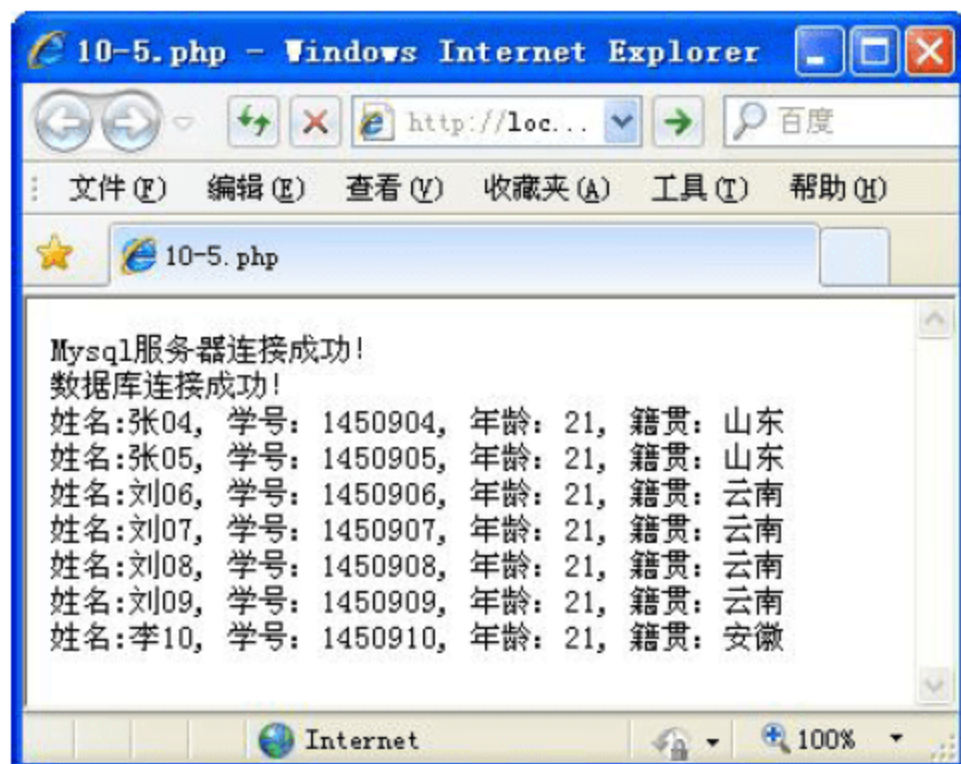 10-5.php - Windows Internet Explorer
http://loc... 百度
文件(F) 编辑(E) 查看(V) 收藏夹(A) 工具(T) 帮助(H)
10-5.php
Mysql服务器连接成功!
数据库连接成功!
姓名:张04, 学号: 1450904, 年龄: 21, 籍贯: 山东
姓名:张05, 学号: 1450905, 年龄: 21, 籍贯: 山东
姓名:刘06, 学号: 1450906, 年龄: 21, 籍贯: 云南
姓名:刘07, 学号: 1450907, 年龄: 21, 籍贯: 云南
姓名:刘08, 学号: 1450908, 年龄: 21, 籍贯: 云南
姓名:刘09, 学号: 1450909, 年龄: 21, 籍贯: 云南
姓名:李10, 学号: 1450910, 年龄: 21, 籍贯: 安徽
Internet 100%